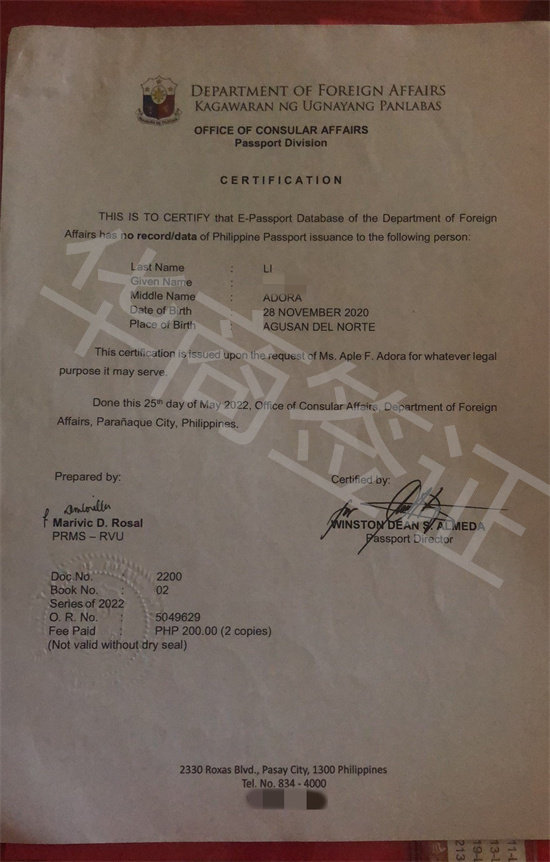 DEPARTMENT OF FOREIGN AFFAIRS
KAGAWARAN NG UGNAYANG PANLABAS
OFFICE OF CONSULAR AFFAIRS
Passport Division
CERTIFICATION
THIS IS TO CERTIFY that E-Passport Database of the Department of Foreign
Affairs has no record/data of Philippine Passport issuance to the following person:
Last Name : LI
Given Name :
Middle Name : ADORA
Date of Birth : 28 NOVEMBER 2020
Place of Birth : AGUSAN DEL NORTE
This certification is issued upon the request of Ms. Aple F. Adora for whatever legal
purpose it may serve.
Done this 25th day of May 2022, Office of Consular Affairs, Department of Foreign
Affairs, Parañaque City, Philippines.
Prepared by: Certified by:
Marivic D. Rosal
PRMS – RVU
for WINSTON DEAN S. ALMEDA
Passport Director
华商签证
Doc No. : 2200
Book No. : 02
Series of 2022
O. R. No. : 5049629
Fee Paid : PHP 200.00 (2 copies)
(Not valid without dry seal)
2330 Roxas Blvd., Pasay City, 1300 Philippines
Tel. No. 834 - 4000